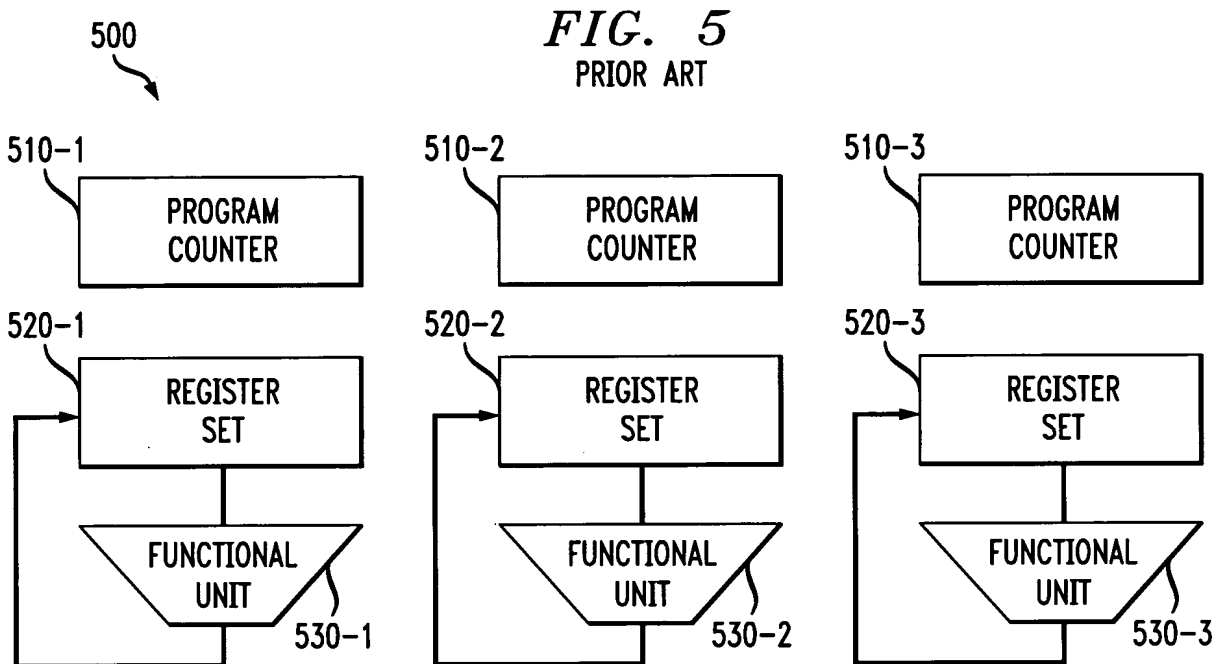 FIG. 5
PRIOR ART
500
510-1
PROGRAM
COUNTER
510-2
PROGRAM
COUNTER
510-3
PROGRAM
COUNTER
520-1
REGISTER
SET
520-2
REGISTER
SET
520-3
REGISTER
SET
FUNCTIONAL
UNIT
530-1
FUNCTIONAL
UNIT
530-2
FUNCTIONAL
UNIT
530-3